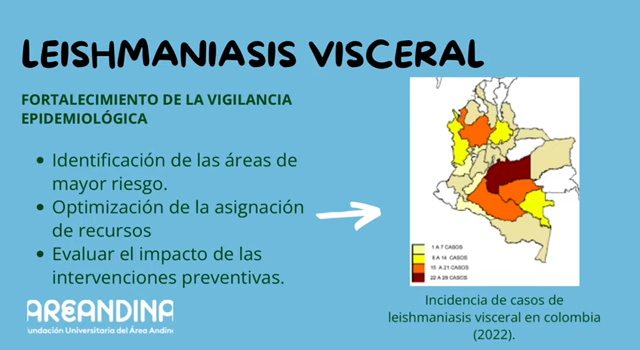 LEISHMANIASIS VISCERAL
FORTALECIMIENTO DE LA VIGILANCIA
EPIDEMIOLÓGICA
• Identificación de las áreas de
mayor riesgo.
• Optimización de la asignación
de recursos
• Evaluar el impacto de las
intervenciones preventivas.
1 A 7 CASOS
8 A 14 CASOS
15 A 21 CASOS
22 A 28 CASOS
Incidencia de casos de
leishmaniasis visceral en colombia
(2022).
AREANDINA
undación Universitaria del Área Andin